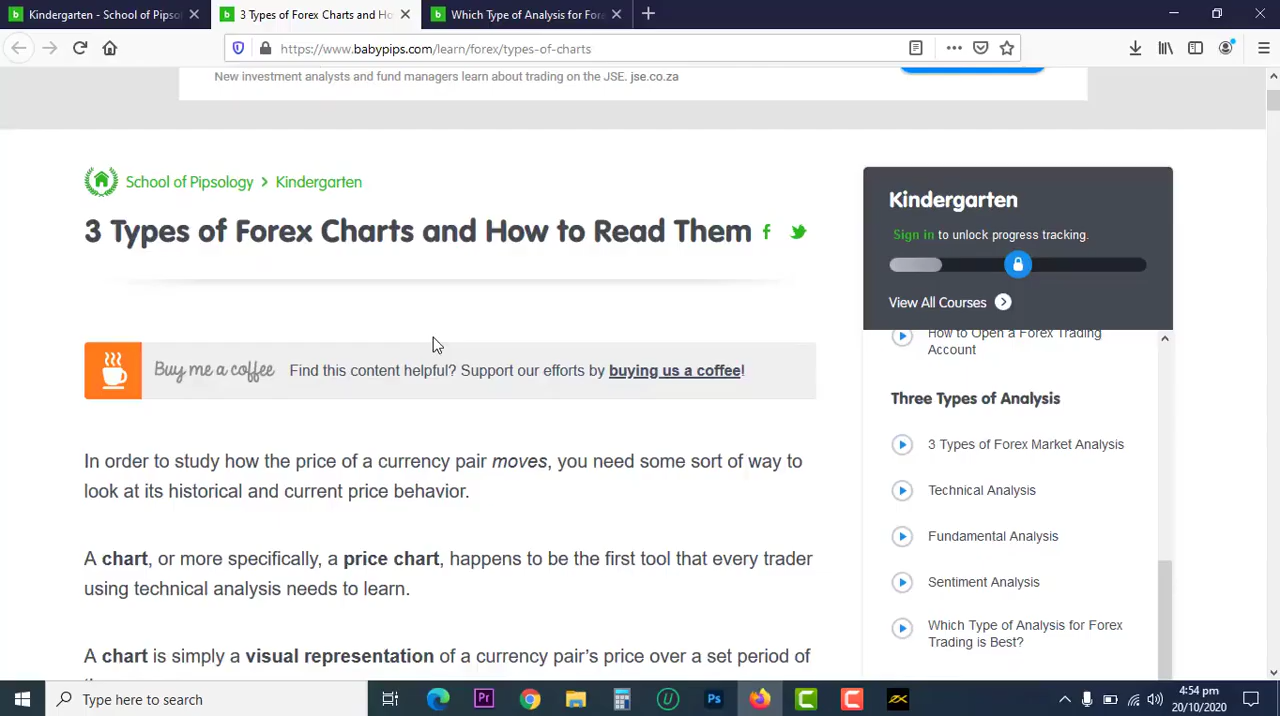 Kindergarten - School of Pipsol
3 Types of Forex Charts and Ho
Which Type of Analysis for For
https://www.babypips.com/learn/forex/types-of-charts
New investment analysts and fund managers learn about trading on the JSE. jse.co.za
School of Pipsology > Kindergarten
3 Types of Forex Charts and How to Read Them
Buy me a coffee Find this content helpful? Support our efforts by buying us a coffee!
In order to study how the price of a currency pair moves, you need some sort of way to
look at its historical and current price behavior.
A chart, or more specifically, a price chart, happens to be the first tool that every trader
using technical analysis needs to learn.
A chart is simply a visual representation of a currency pair's price over a set period of
Kindergarten
Sign in to unlock progress tracking.
View All Courses
How to Open a Forex Trading
Account
Three Types of Analysis
3 Types of Forex Market Analysis
Technical Analysis
Fundamental Analysis
Sentiment Analysis
Which Type of Analysis for Forex
Trading is Best?
Type here to search
Pr
Ps
4:54 pm
20/10/2020